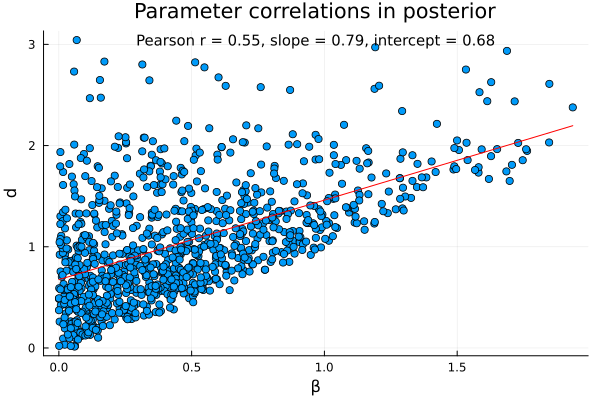 Parameter correlations in posterior
Pearson r = 0.55, slope = 0.79, intercept = 0.68
3
2
d
1
0
0.0 0.5 1.0 1.5
β